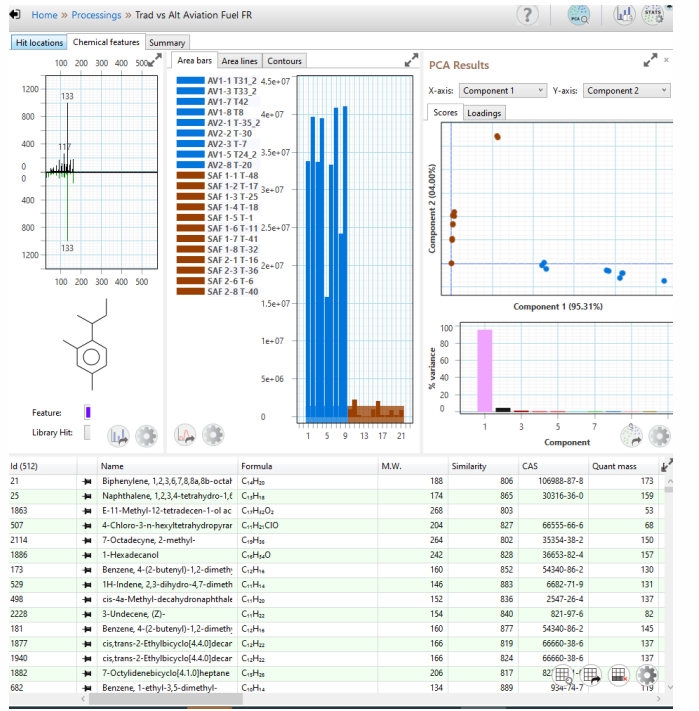 Home » Processings » Trad vs Alt Aviation Fuel FR
?
PCA
STATS
Hit locations Chemical features Summary
100 200 300 400 500
1200
800
400
0
0
400
800
1200
133
117
133
100 200 300 400 500
Feature:
Library Hit:
Area bars Area lines Contours
AV1-1 T31_2
AV1-3 T33_2
AV1-7 T42
AV1-8 T8
AV2-1 T-35_2
AV2-2 T-30
AV2-3 T-7
AV1-5 T24_2
AV2-8 T-20
SAF 1-1 T-48
SAF 1-2 T-17
SAF 1-3 T-25
SAF 1-4 T-18
SAF 1-5 T-1
SAF 1-6 T-11
SAF 1-7 T-41
SAF 1-8 T-32
SAF 2-1 T-16
SAF 2-3 T-36
SAF 2-6 T-6
SAF 2-8 T-40
4.5e+07
4e+07
3.5e+07
3e+07
2.5e+07
2e+07
1.5e+07
1e+07
5e+06
0
1 5 9 13 17 21
PCA Results
X-axis: Component 1 Y-axis: Component 2
Scores Loadings
Component 2 (04.00%)
Component 1 (95.31%)
% variance
100
80
60
40
20
0
1 3 5 7
Component
Id (512) Name Formula M.W. Similarity CAS Quant mass
21 Biphenylene, 1,2,3,6,7,8,8a,8b-octah C₁₄H₂₀ 188 806 106988-87-8 173
25 Naphthalene, 1,2,3,4-tetrahydro-1,6 C₁₃H₁₈ 174 865 30316-36-0 159
1863 E-11-Methyl-12-tetradecen-1-ol ac C₁₇H₃₂O₂ 268 803 53
507 4-Chloro-3-n-hexyltetrahydropyrar C₁₁H₂₁ClO 204 827 66555-66-6 68
2114 7-Octadecyne, 2-methyl- C₁₉H₃₆ 264 802 35354-38-2 150
1886 1-Hexadecanol C₁₆H₃₄O 242 828 36653-82-4 157
173 Benzene, 4-(2-butenyl)-1,2-dimethy C₁₂H₁₆ 160 852 54340-86-2 130
529 1H-Indene, 2,3-dihydro-4,7-dimeth C₁₁H₁₄ 146 883 6682-71-9 131
498 cis-4a-Methyl-decahydronaphthale C₁₁H₂₀ 152 836 2547-26-4 137
2228 3-Undecene, (Z)- C₁₁H₂₂ 154 840 821-97-6 82
181 Benzene, 4-(2-butenyl)-1,2-dimethy C₁₂H₁₆ 160 877 54340-86-2 145
1877 cis,trans-2-Ethylbicyclo[4.4.0]decar C₁₂H₂₂ 166 819 66660-38-6 137
1940 cis,trans-2-Ethylbicyclo[4.4.0]decar C₁₂H₂₂ 166 824 66660-38-6 137
1882 7-Octylidenebicyclo[4.1.0]heptane C₁₅H₂₆ 206 817
682 Benzene, 1-ethyl-3,5-dimethyl- C₁₀H₁₄ 134 889 934-74-7 119